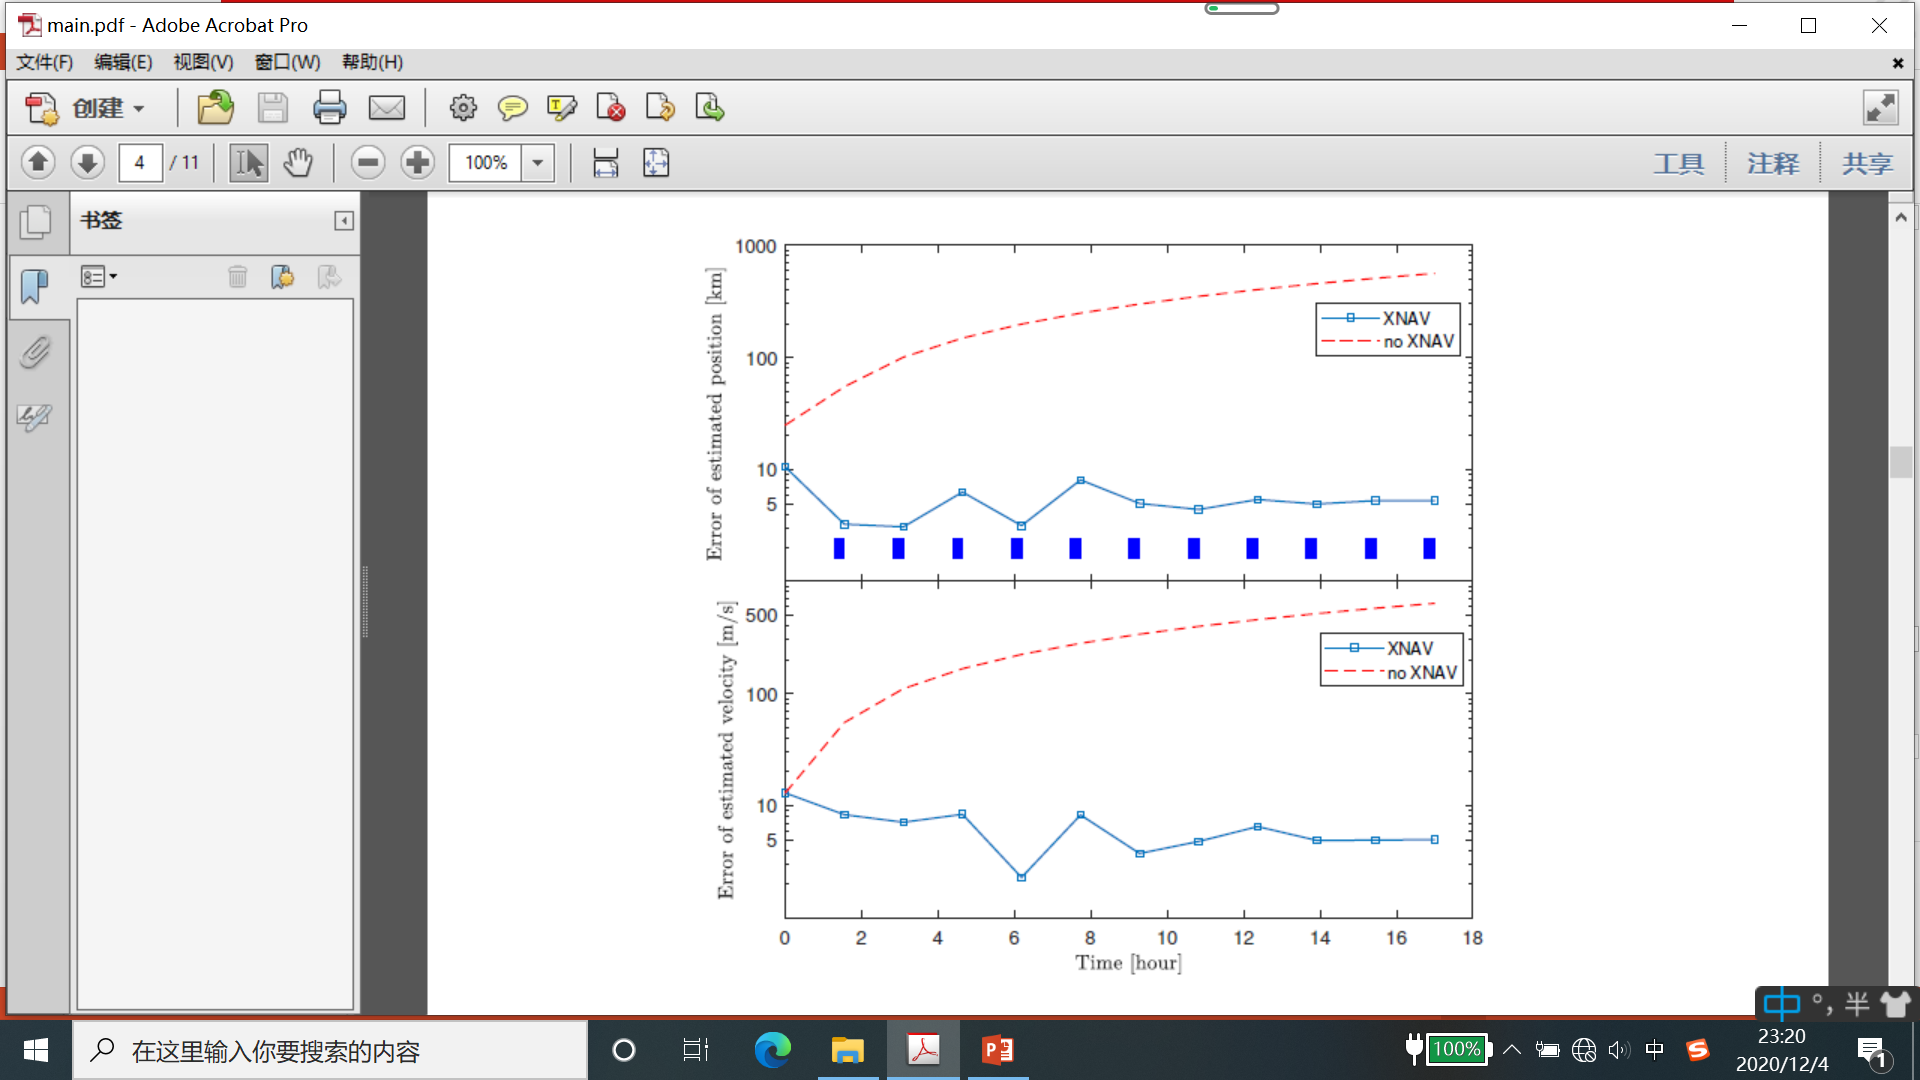 main.pdf - Adobe Acrobat Pro
文件(F) 编辑(E) 视图(V) 窗口(W) 帮助(H)
创建
4 / 11 100% 工具 注释 共享
书签
1000
100
10
5
Error of estimated position [km]
XNAV
no XNAV
500
100
10
5
Error of estimated velocity [m/s]
XNAV
no XNAV
0 2 4 6 8 10 12 14 16 18
Time [hour]
中 °, 半
在这里输入你要搜索的内容
100% 中 23:20
2020/12/4
1